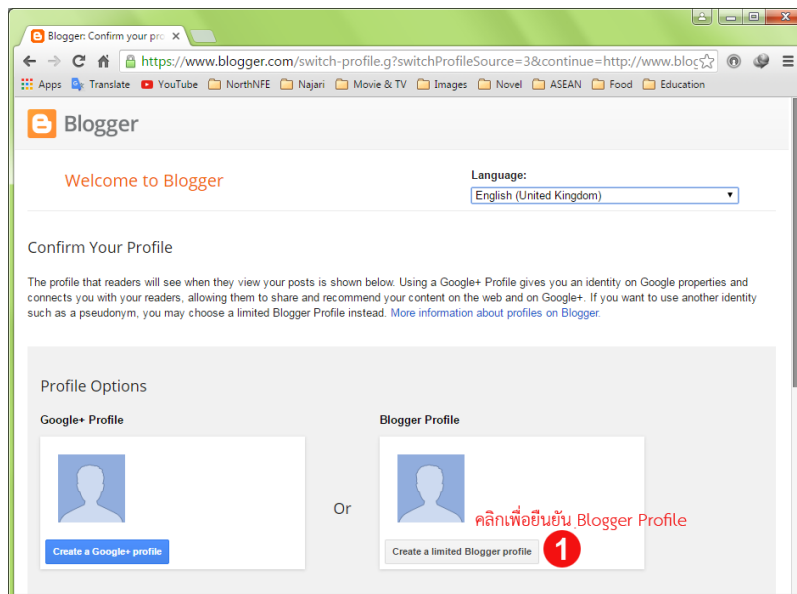 Blogger: Confirm your pro
https://www.blogger.com/switch-profile.g?switchProfileSource=3&continue=http://www.blog
Apps Translate YouTube NorthNFE Najari Movie & TV Images Novel ASEAN Food Education
Blogger
Welcome to Blogger
Language:
English (United Kingdom)
Confirm Your Profile
The profile that readers will see when they view your posts is shown below. Using a Google+ Profile gives you an identity on Google properties and
connects you with your readers, allowing them to share and recommend your content on the web and on Google+. If you want to use another identity
such as a pseudonym, you may choose a limited Blogger Profile instead. More information about profiles on Blogger.
Profile Options
Google+ Profile
Blogger Profile
Or
คลิกเพื่อยืนยัน Blogger Profile
Create a Google+ profile
Create a limited Blogger profile
1